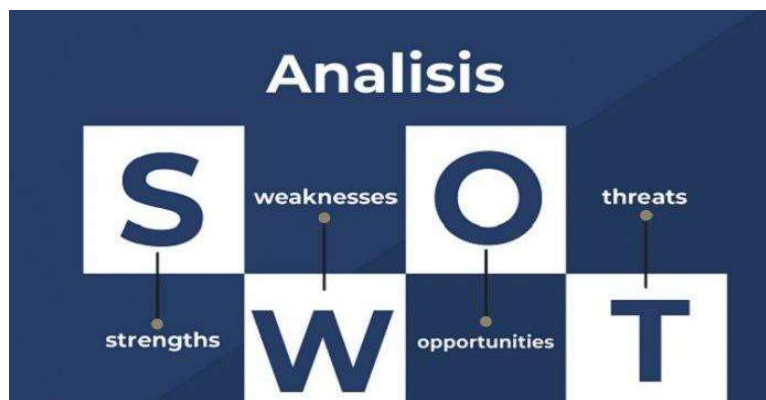 Analisis
S
weaknesses
O
threats
strengths
W
opportunities
T